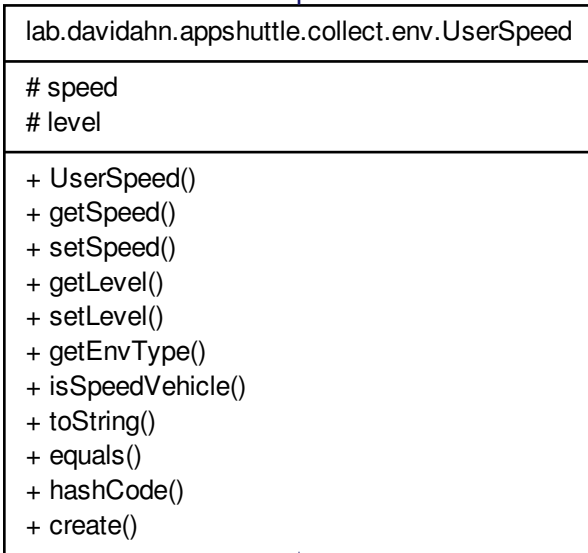 lab.davidahn.appshuttle.collect.env.UserSpeed
# speed
# level
+ UserSpeed()
+ getSpeed()
+ setSpeed()
+ getLevel()
+ setLevel()
+ getEnvType()
+ isSpeedVehicle()
+ toString()
+ equals()
+ hashCode()
+ create()